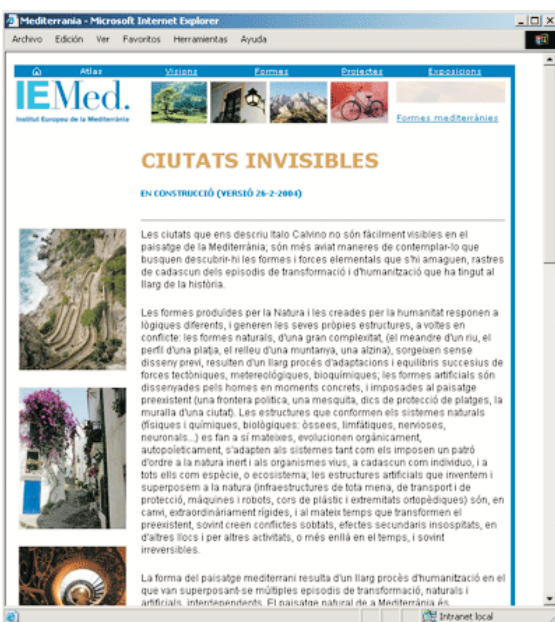 Mediterrania - Microsoft Internet Explorer
Archivo Edición Ver Favoritos Herramientas Ayuda
Atlas Visions Formes Projectes Exposicions
IEMed.
Institut Europeu de la Mediterrània
Formes mediterrànies
CIUTATS INVISIBLES
EN CONSTRUCCIÓ (VERSIÓ 26-2-2004)
Les ciutats que ens descriu Italo Calvino no són fàcilment visibles en el
paisatge de la Mediterrània; són més aviat maneres de contemplar-lo que
busquen descubrir-hi les formes i forces elementals que s'hi amaguen, rastres
de cadascun dels episodis de transformació i d'humanització que ha tingut al
llarg de la història.
Les formes produïdes per la Natura i les creades per la humanitat responen a
lògiques diferents, i generen les seves pròpies estructures, a voltes en
conflicte: les formes naturals, d'una gran complexitat, (el meandre d'un riu, el
perfil d'una platja, el relleu d'una muntanya, una alzina), sorgeixen sense
disseny previ, resulten d'un llarg procés d'adaptacions i equilibris succesius de
forces tectòniques, metereològiques, bioquímiques; les formes artificials són
dissenyades pels homes en moments concrets, i imposades al paisatge
preexistent (una frontera política, una mesquita, dics de protecció de platges, la
muralla d'una ciutat). Les estructures que conformen els sistemes naturals
(físiques i químiques, biològiques: òssees, limfàtiques, nervioses,
neuronals...) es fan a sí mateixes, evolucionen orgànicament,
autopoieticament, s'adapten als sistemes tant com els imposen un patró
d'ordre a la natura inert i als organismes vius, a cadascun com individuo, i a
tots ells com espècie, o ecosistema; les estructures artificials que inventem i
superposem a la natura (infraestructures de tota mena, de transport i de
protecció, màquines i robots, cors de plàstic i extremitats ortopèdiques) són, en
canvi, extraordinàriament rígides, i al mateix temps que transformen el
preexistent, sovint creen conflictes sobtats, efectes secundaris insospitats, en
d'altres llocs i per altres activitats, o més enllà en el temps, i sovint
irreversibles.
La forma del paisatge mediterrani resulta d'un llarg procès d'humanització en el
que van superposant-se múltiples episodis de transformació, naturals i
artificials, interdependents. El paisatge natural de a Mediterrània és
Intranet local